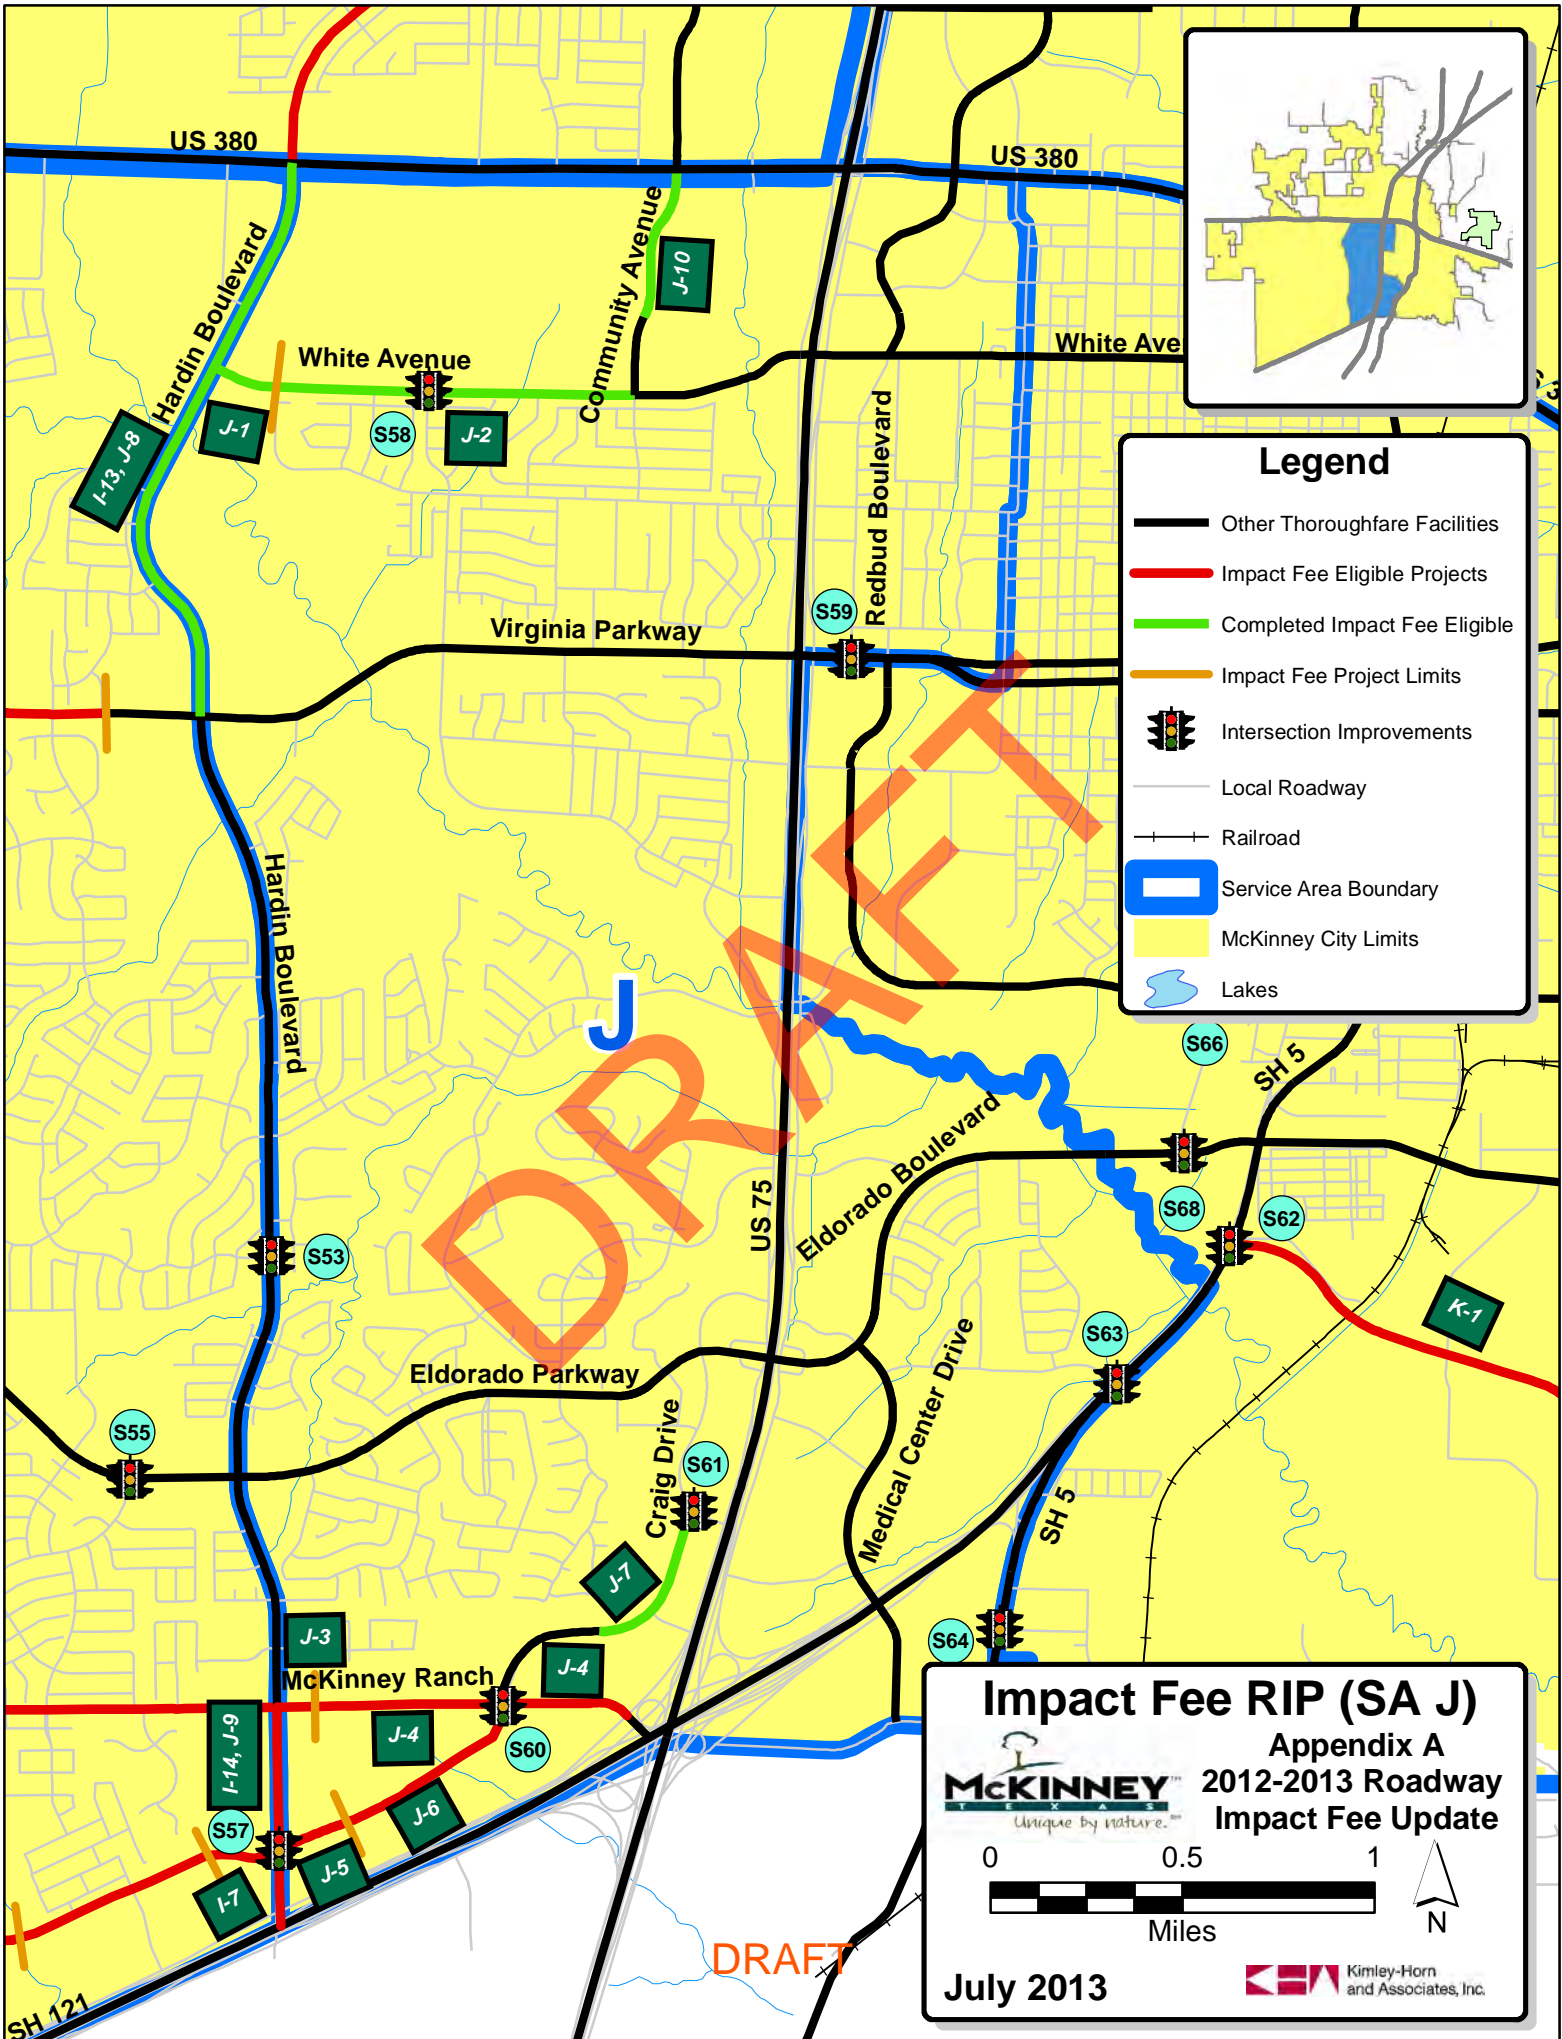 US 380
US 380
Hardin Boulevard
Community Avenue
J-10
White Avenue
White Ave
J-1
S58
J-2
I-13, J-8
Redbud Boulevard
S59
Virginia Parkway
Legend
Other Thoroughfare Facilities
Impact Fee Eligible Projects
Completed Impact Fee Eligible
Impact Fee Project Limits
Intersection Improvements
Local Roadway
Railroad
Service Area Boundary
McKinney City Limits
Lakes
Hardin Boulevard
J
DRAFT
S66
SH 5
Eldorado Boulevard
US 75
S68
S62
S53
K-1
S63
Medical Center Drive
Eldorado Parkway
Craig Drive
S55
S61
SH 5
J-7
J-3
S64
McKinney Ranch
J-4
I-14, J-9
J-4
S60
J-6
S57
J-5
I-7
SH 121
DRAFT
Impact Fee RIP (SA J)
Appendix A
2012-2013 Roadway
Impact Fee Update
McKINNEY™
TEXAS
Unique by nature.
0 0.5 1
Miles
N
July 2013
Kimley-Horn
and Associates, Inc.